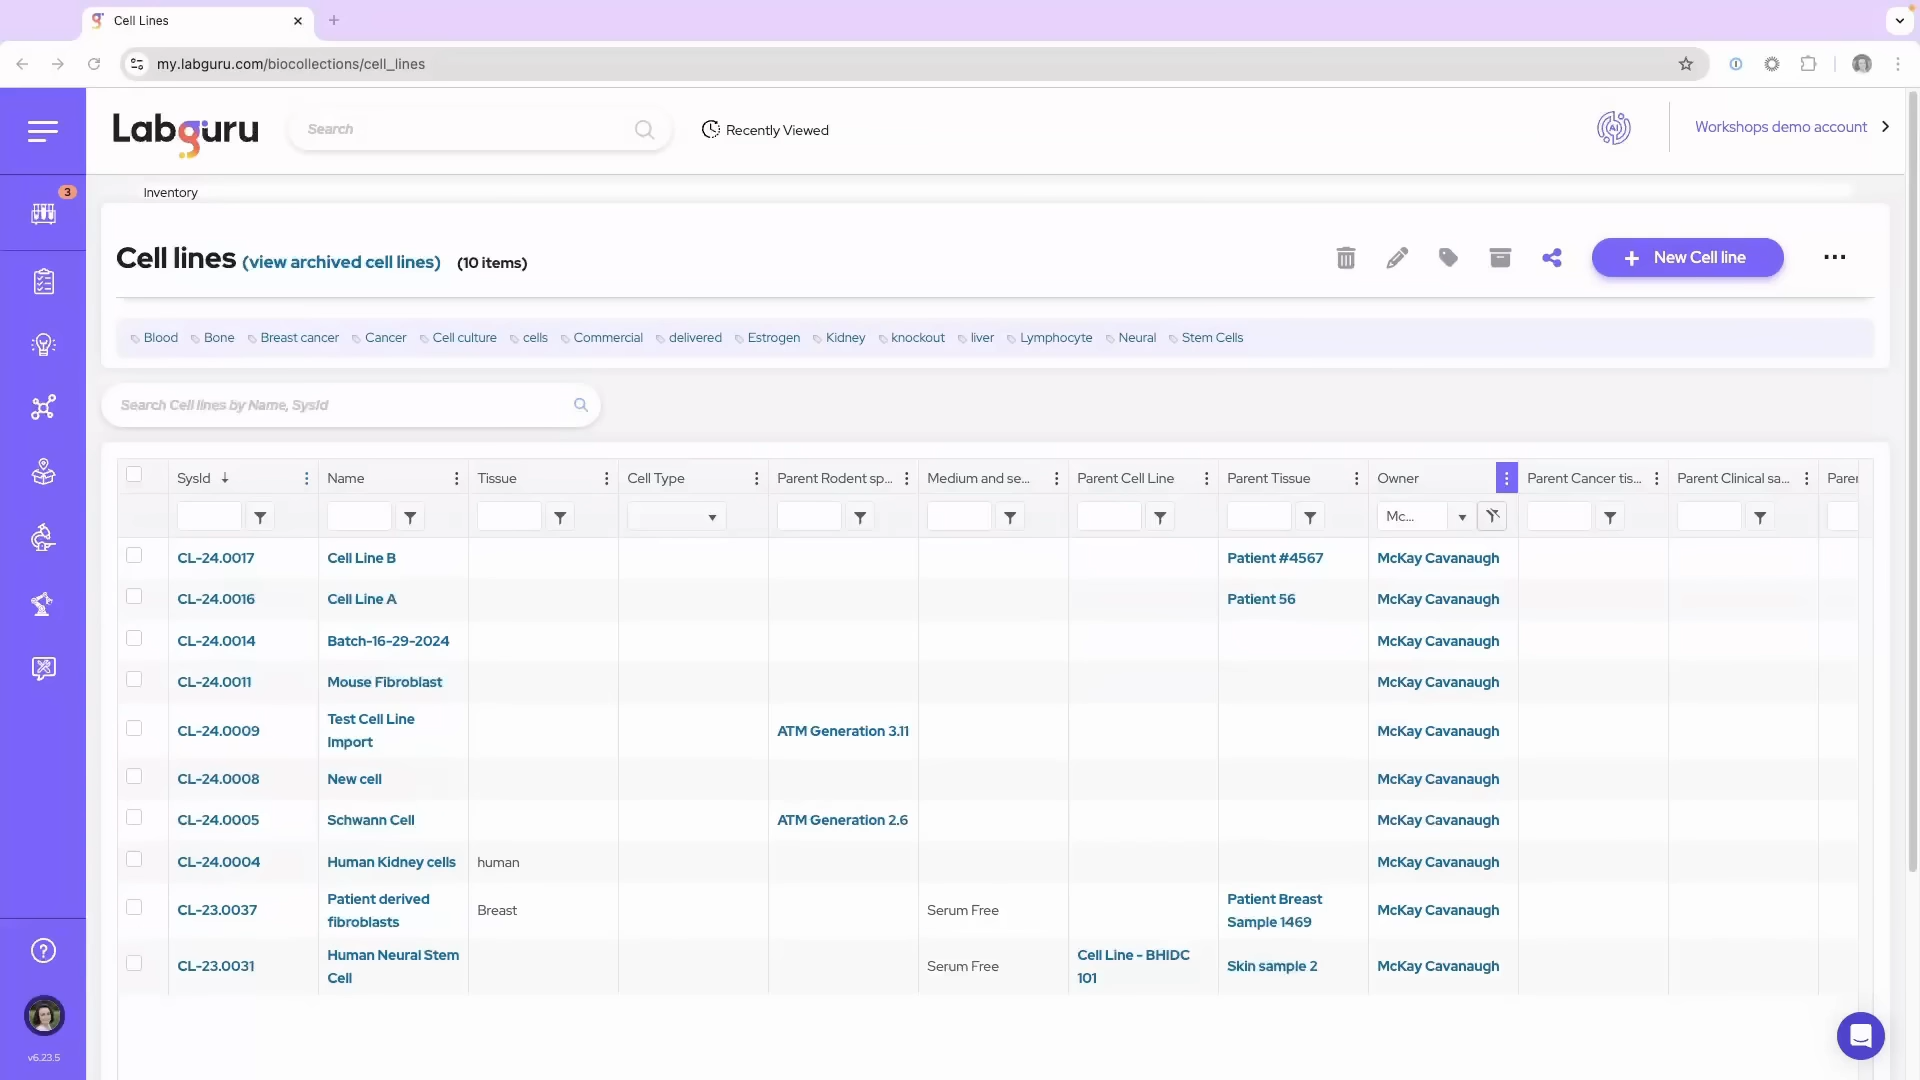 Cell Lines
my.labguru.com/biocollections/cell_lines
Labguru
Search
Recently Viewed
AI
Workshops demo account
3
Inventory
Cell lines (view archived cell lines) (10 items)
+ New Cell line
Blood Bone Breast cancer Cancer Cell culture cells Commercial delivered Estrogen Kidney knockout liver Lymphocyte Neural Stem Cells
Search Cell lines by Name, SysId
SysId Name Tissue Cell Type Parent Rodent sp... Medium and se... Parent Cell Line Parent Tissue Owner Parent Cancer tis... Parent Clinical sa... Parer
Mc...
CL-24.0017 Cell Line B Patient #4567 McKay Cavanaugh
CL-24.0016 Cell Line A Patient 56 McKay Cavanaugh
CL-24.0014 Batch-16-29-2024 McKay Cavanaugh
CL-24.0011 Mouse Fibroblast McKay Cavanaugh
CL-24.0009 Test Cell Line Import ATM Generation 3.11 McKay Cavanaugh
CL-24.0008 New cell McKay Cavanaugh
CL-24.0005 Schwann Cell ATM Generation 2.6 McKay Cavanaugh
CL-24.0004 Human Kidney cells human McKay Cavanaugh
CL-23.0037 Patient derived fibroblasts Breast Serum Free Patient Breast Sample 1469 McKay Cavanaugh
CL-23.0031 Human Neural Stem Cell Serum Free Cell Line - BHIDC 101 Skin sample 2 McKay Cavanaugh
v6.23.5